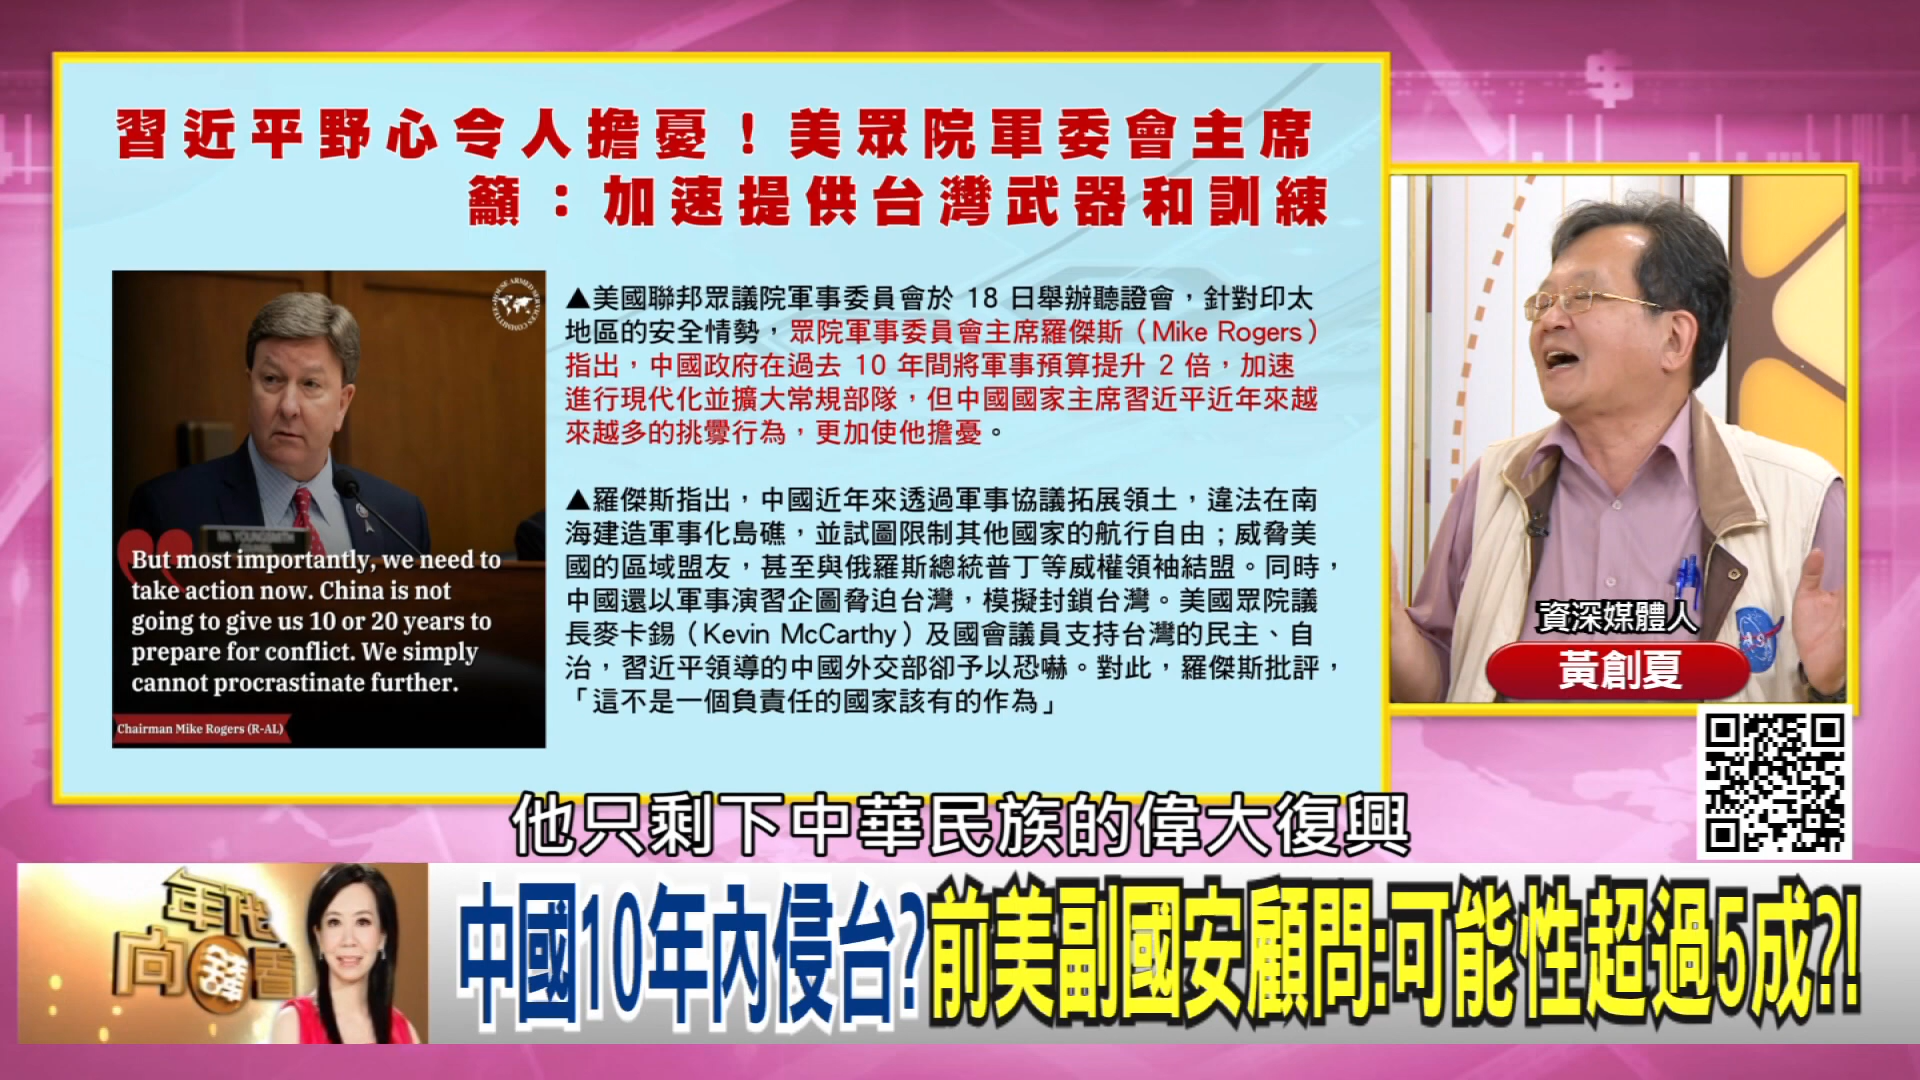 習近平野心令人擔憂！美眾院軍委會主席
籲：加速提供台灣武器和訓練
▲美國聯邦眾議院軍事委員會於 18 日舉辦聽證會，針對印太
地區的安全情勢，眾院軍事委員會主席羅傑斯（Mike Rogers）
指出，中國政府在過去 10 年間將軍事預算提升 2 倍，加速
進行現代化並擴大常規部隊，但中國國家主席習近平近年來越
來越多的挑釁行為，更加使他擔憂。
▲羅傑斯指出，中國近年來透過軍事協議拓展領土，違法在南
海建造軍事化島礁，並試圖限制其他國家的航行自由；威脅美
國的區域盟友，甚至與俄羅斯總統普丁等威權領袖結盟。同時，
中國還以軍事演習企圖脅迫台灣，模擬封鎖台灣。美國眾院議
長麥卡錫（Kevin McCarthy）及國會議員支持台灣的民主、自
治，習近平領導的中國外交部卻予以恐嚇。對此，羅傑斯批評，
「這不是一個負責任的國家該有的作為」
HOUSE ARMED SERVICES COMMITTEE
But most importantly, we need to
take action now. China is not
going to give us 10 or 20 years to
prepare for conflict. We simply
cannot procrastinate further.
Chairman Mike Rogers (R-AL)
資深媒體人
黃創夏
他只剩下中華民族的偉大復興
年代
向錢看
中國10年內侵台?前美副國安顧問:可能性超過5成?!